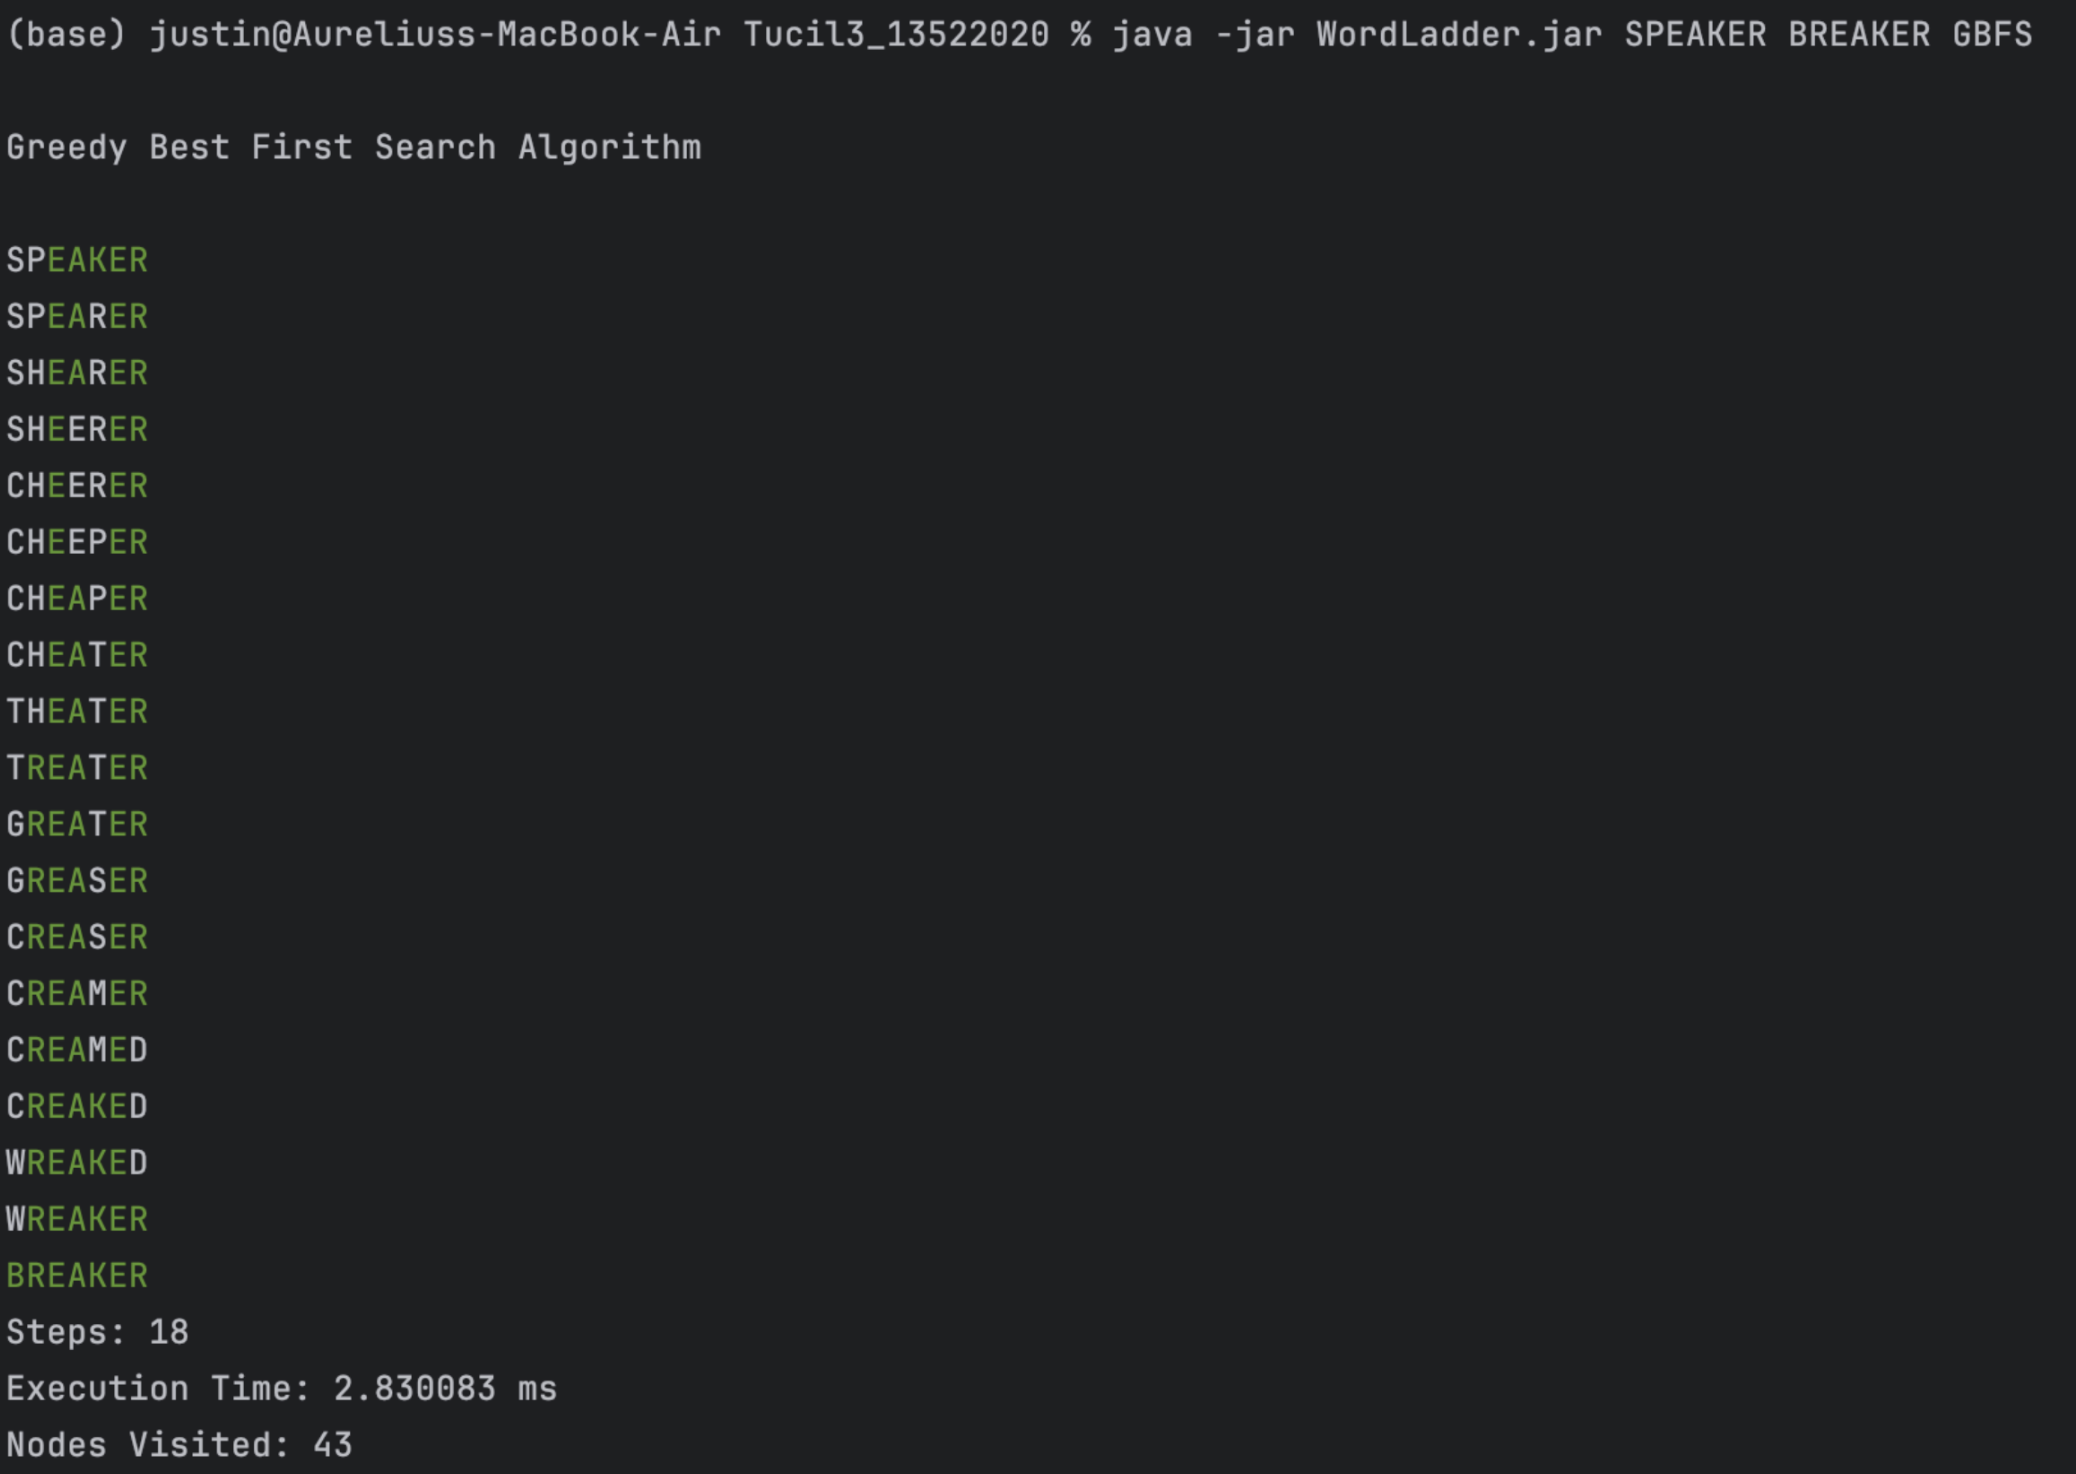 (base) justin@Aureliuss-MacBook-Air Tucil3_13522020 % java -jar WordLadder.jar SPEAKER BREAKER GBFS
Greedy Best First Search Algorithm
SPEAKER
SPEARER
SHEARER
SHEERER
CHEERER
CHEEPER
CHEAPER
CHEATER
THEATER
TREATER
GREATER
GREASER
CREASER
CREAMER
CREAMED
CREAKED
WREAKED
WREAKER
BREAKER
Steps: 18
Execution Time: 2.830083 ms
Nodes Visited: 43